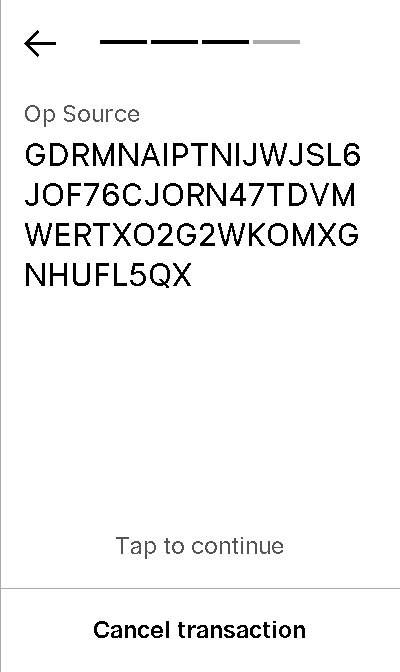 Op Source
GDRMNAIPTNIJWJSL6
JOF76CJORN47TDVM
WERTXO2G2WKOMXG
NHUFL5QX
Tap to continue
Cancel transaction